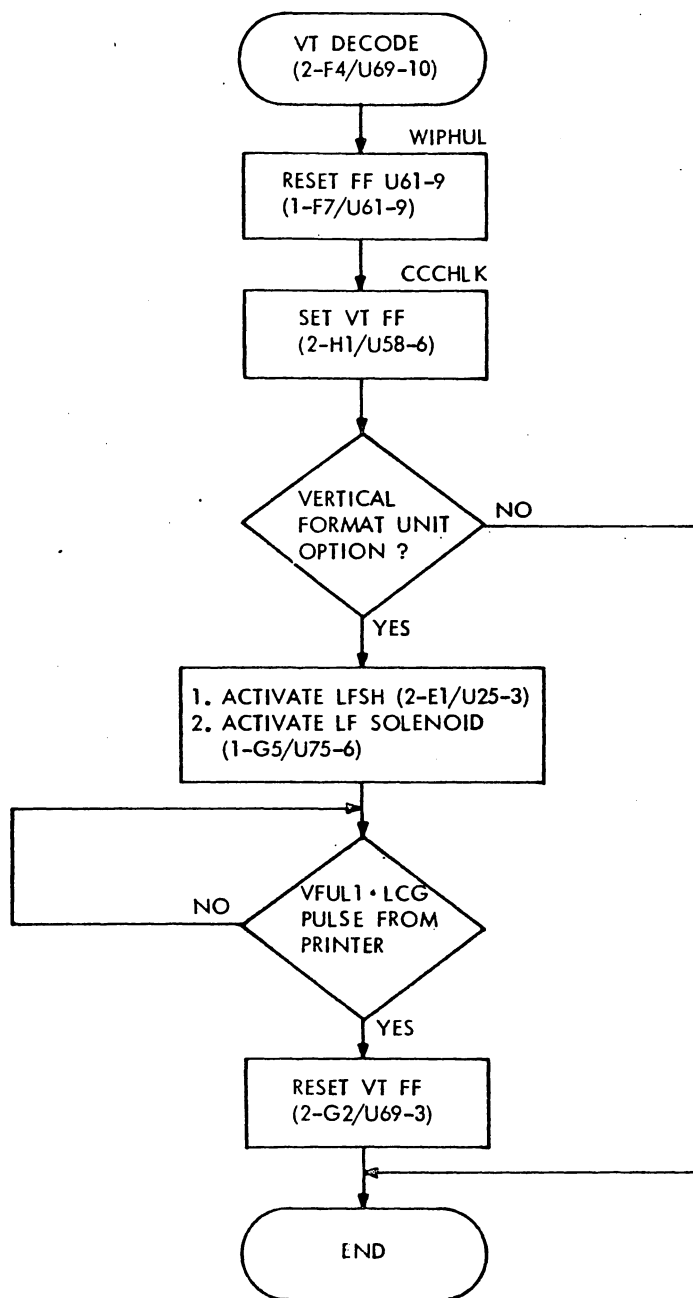 VT DECODE
(2-F4/U69-10)
WIPHUL
RESET FF U61-9
(1-F7/U61-9)
CCCHLK
SET VT FF
(2-H1/U58-6)
VERTICAL
FORMAT UNIT
OPTION ?
NO
YES
1. ACTIVATE LFSH (2-E1/U25-3)
2. ACTIVATE LF SOLENOID
(1-G5/U75-6)
NO
VFUL1 • LCG
PULSE FROM
PRINTER
YES
RESET VT FF
(2-G2/U69-3)
END